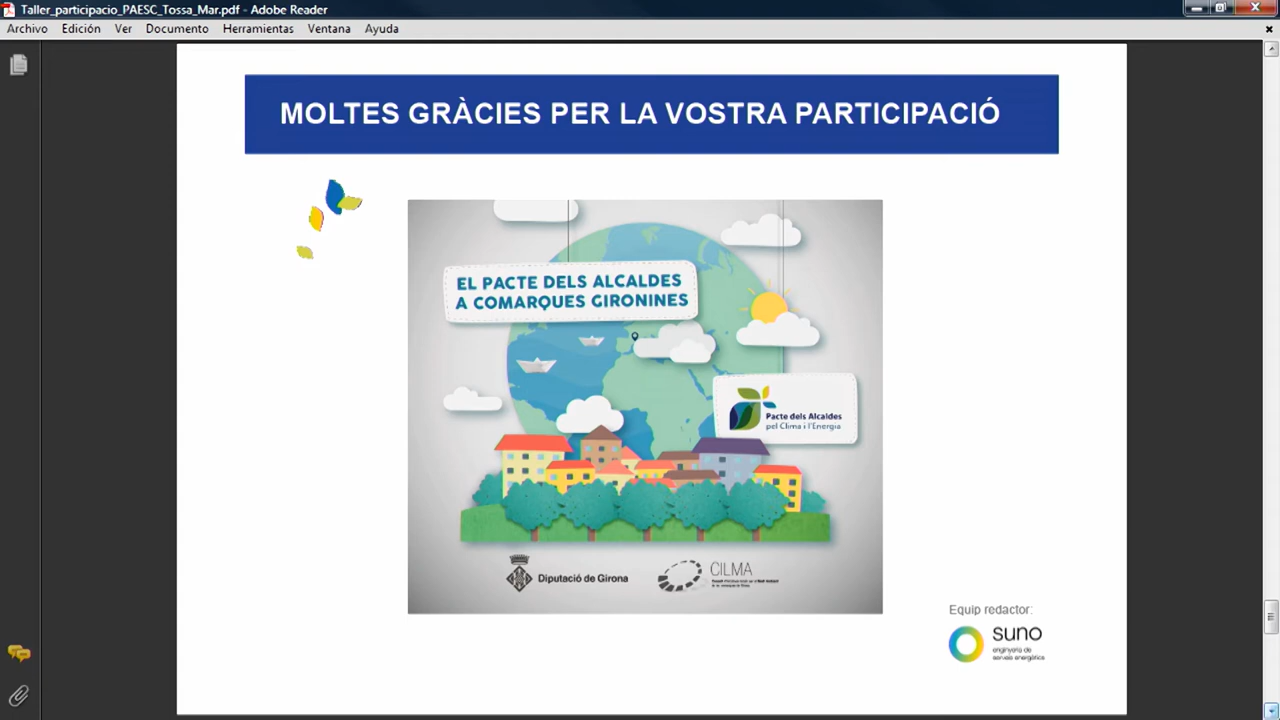 Taller_participacio_PAESC_Tossa_Mar.pdf - Adobe Reader
Archivo Edición Ver Documento Herramientas Ventana Ayuda
MOLTES GRÀCIES PER LA VOSTRA PARTICIPACIÓ
EL PACTE DELS ALCALDES
A COMARQUES GIRONINES
Pacte dels Alcaldes
pel Clima i l'Energia
Diputació de Girona
CILMA
Equip redactor:
suno
enginyeria de
serveis energètics